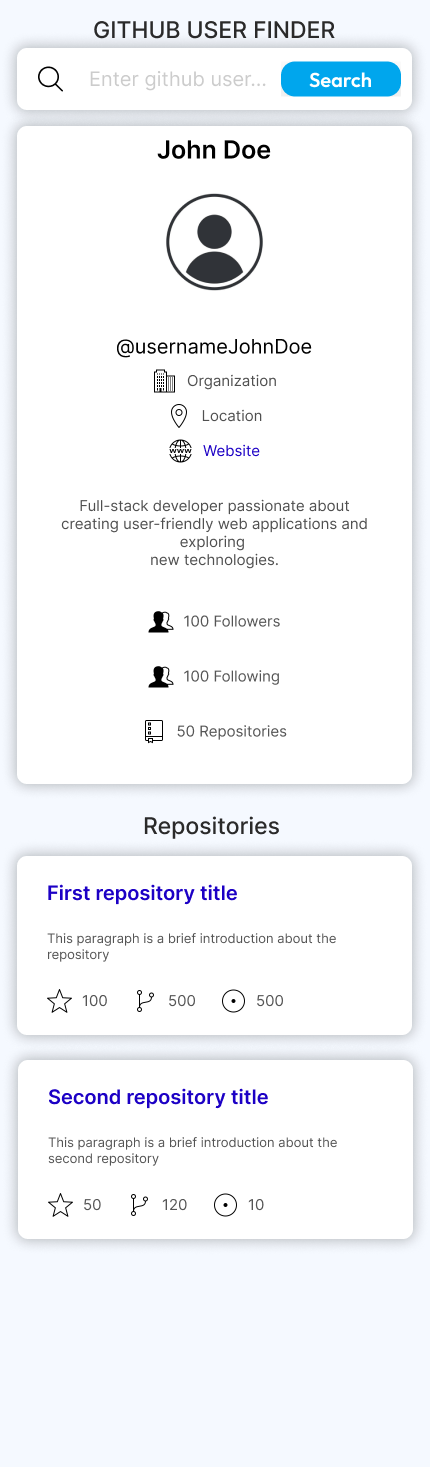 GITHUB USER FINDER
Enter github user...
Search
John Doe
@usernameJohnDoe
Organization
Location
www
Website
Full-stack developer passionate about
creating user-friendly web applications and
exploring
new technologies.
100 Followers
100 Following
50 Repositories
Repositories
First repository title
This paragraph is a brief introduction about the
repository
100 500 500
Second repository title
This paragraph is a brief introduction about the
second repository
50 120 10